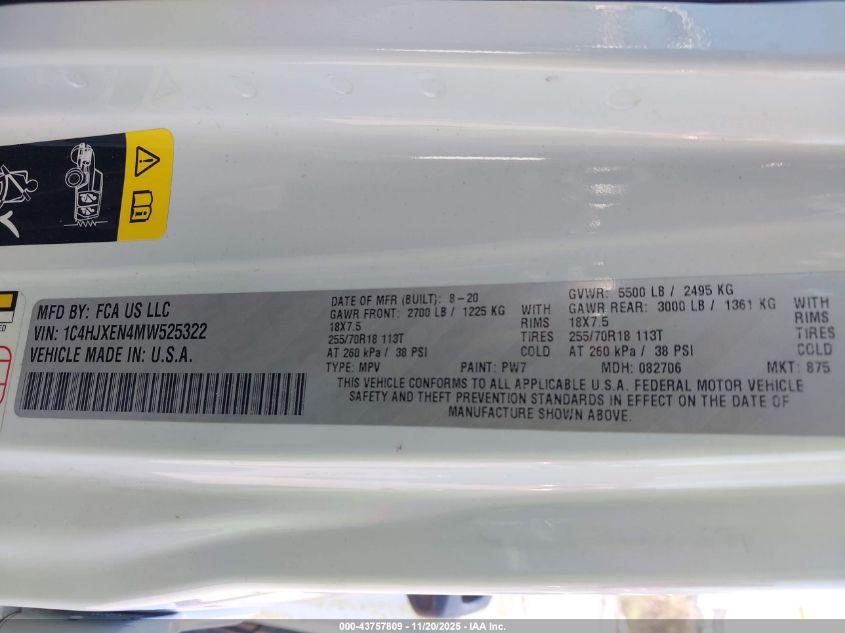 MFD BY: FCA US LLC
VIN: 1C4HJXEN4MW525322
VEHICLE MADE IN: U.S.A.
DATE OF MFR (BUILT): 8-20
GAWR FRONT: 2700 LB / 1225 KG WITH
18X7.5 RIMS
255/70R18 113T TIRES
AT 260 kPa / 38 PSI COLD
GVWR: 5500 LB / 2495 KG
GAWR REAR: 3000 LB / 1361 KG WITH
18X7.5 RIMS
255/70R18 113T TIRES
AT 260 kPa / 38 PSI COLD
TYPE: MPV PAINT: PW7 MDH: 082706 MKT: 875
THIS VEHICLE CONFORMS TO ALL APPLICABLE U.S.A. FEDERAL MOTOR VEHICLE
SAFETY AND THEFT PREVENTION STANDARDS IN EFFECT ON THE DATE OF
MANUFACTURE SHOWN ABOVE.
000-43757809 - 11/20/2025 - IAA Inc.